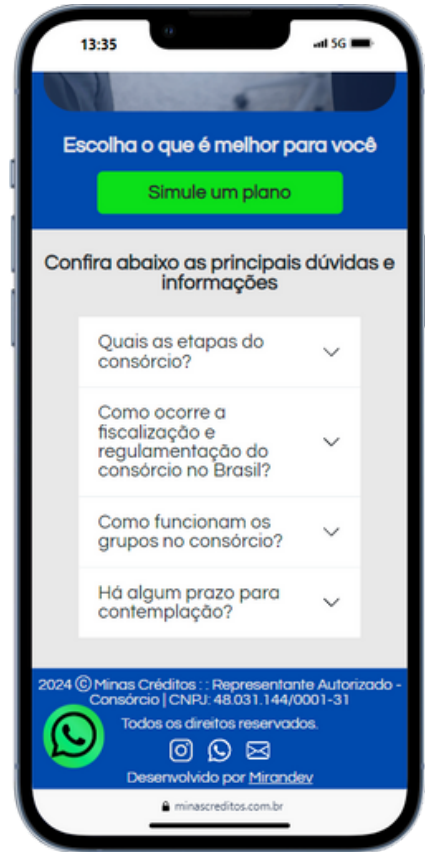 13:35
5G
Escolha o que é melhor para você
Simule um plano
Confira abaixo as principais dúvidas e
informações
Quais as etapas do
consórcio?
Como ocorre a
fiscalização e
regulamentação do
consórcio no Brasil?
Como funcionam os
grupos no consórcio?
Há algum prazo para
contemplação?
2024 © Minas Créditos : : Representante Autorizado -
Consórcio | CNPJ: 48.031.144/0001-31
Todos os direitos reservados.
Desenvolvido por Mirandev
minascreditos.com.br